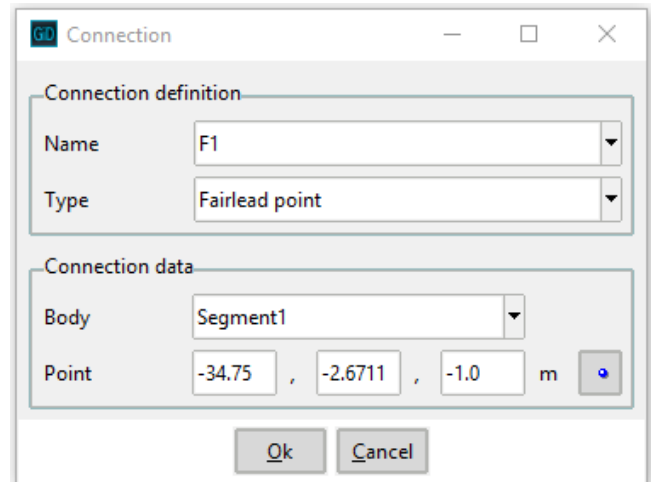 GiD Connection
Connection definition
Name F1
Type Fairlead point
Connection data
Body Segment1
Point -34.75 , -2.6711 , -1.0 m
Ok Cancel